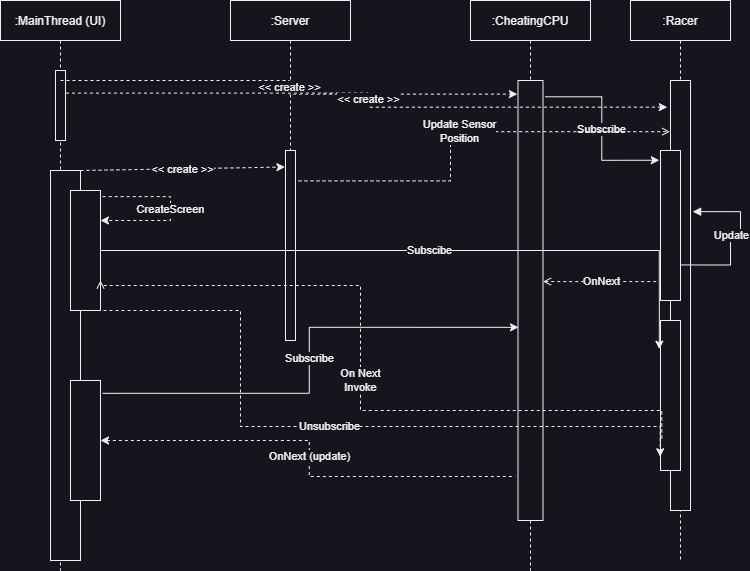 :MainThread (UI)
:Server
:CheatingCPU
:Racer
<< create >>
<< create >>
Update Sensor
Position
Subscribe
<< create >>
CreateScreen
Update
Subscibe
OnNext
Subscribe
On Next
Invoke
Unsubscribe
OnNext (update)